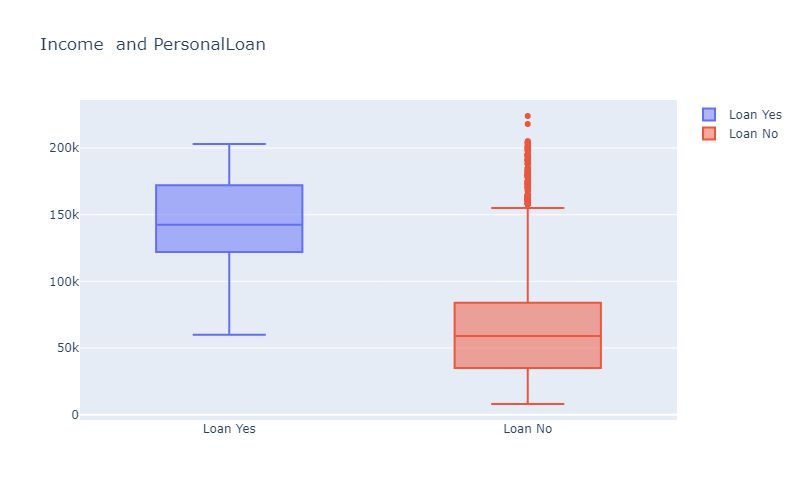 Income  and PersonalLoan
Loan Yes
Loan No
200k
150k
100k
50k
0
Loan Yes
Loan No